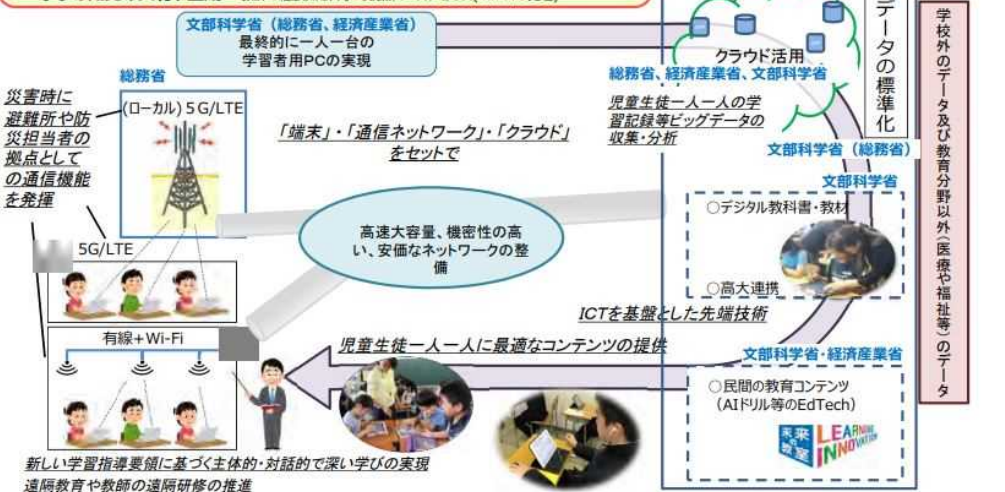 文部科学省（総務省、経済産業省）
最終的に一人一台の
学習者用PCの実現
総務省
(ローカル) 5G/LTE
災害時に
避難所や防
災担当者の
拠点として
の通信機能
を発揮
5G/LTE
有線+Wi-Fi
「端末」・「通信ネットワーク」・「クラウド」
をセットで
高速大容量、機密性の高
い、安価なネットワークの整
備
クラウド活用
総務省、経済産業省、文部科学省
児童生徒一人一人の学
習記録等ビッグデータの
収集・分析
データの標準化
文部科学省（総務省）
文部科学省
○デジタル教科書・教材
○高大連携
ICTを基盤とした先端技術
児童生徒一人一人に最適なコンテンツの提供
文部科学省・経済産業省
○民間の教育コンテンツ
（AIドリル等のEdTech）
未来の教室
LEARNING
INNOVATION
学校外のデータ及び教育分野以外（医療や福祉等）のデータ
新しい学習指導要領に基づく主体的・対話的で深い学びの実現
遠隔教育や教師の遠隔研修の推進